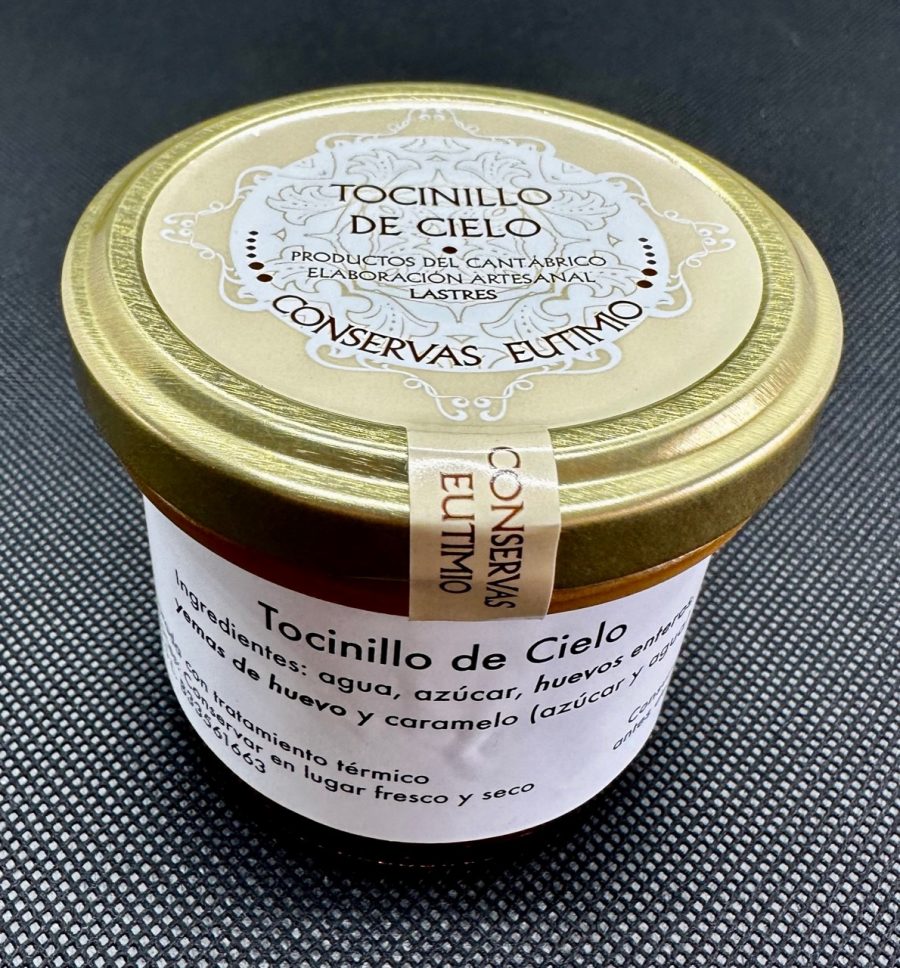 TOCINILLO
DE CIELO
PRODUCTOS DEL CANTÁBRICO
ELABORACIÓN ARTESANAL
LASTRES
CONSERVAS EUTIMIO
CONSERVAS
EUTIMIO
Tocinillo de Cielo
Ingredientes: agua, azúcar, huevos enteros
yemas de huevo y caramelo (azúcar y agua
con tratamiento térmico
Conservar en lugar fresco y seco
antes